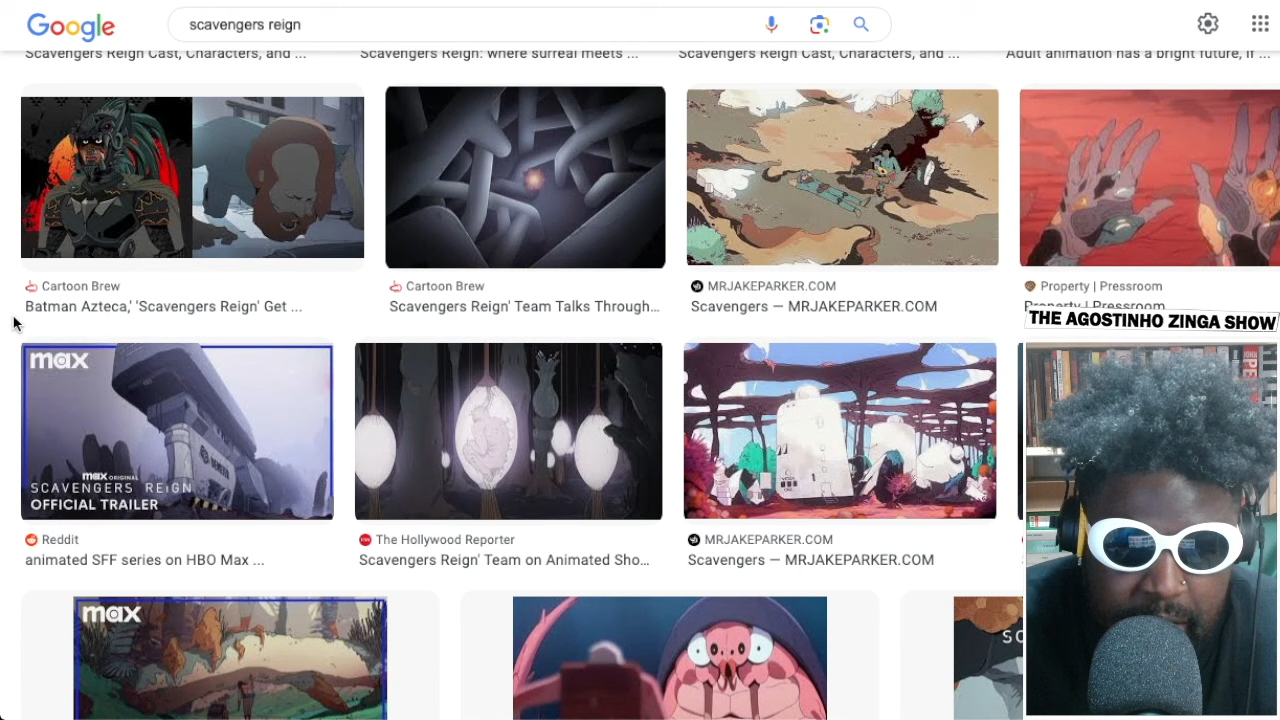 Google
scavengers reign
Scavengers Reign Cast, Characters, and ...
Scavengers Reign: where surreal meets ...
Scavengers Reign Cast, Characters, and ...
Adult animation has a bright future, if ...
Cartoon Brew
Batman Azteca,' 'Scavengers Reign' Get ...
Cartoon Brew
Scavengers Reign' Team Talks Through...
MRJAKEPARKER.COM
Scavengers — MRJAKEPARKER.COM
Property | Pressroom
Property | Pressroom
THE AGOSTINHO ZINGA SHOW
max
max ORIGINAL
SCAVENGERS REIGN
OFFICIAL TRAILER
Reddit
animated SFF series on HBO Max ...
The Hollywood Reporter
Scavengers Reign' Team on Animated Sho...
MRJAKEPARKER.COM
Scavengers — MRJAKEPARKER.COM
max